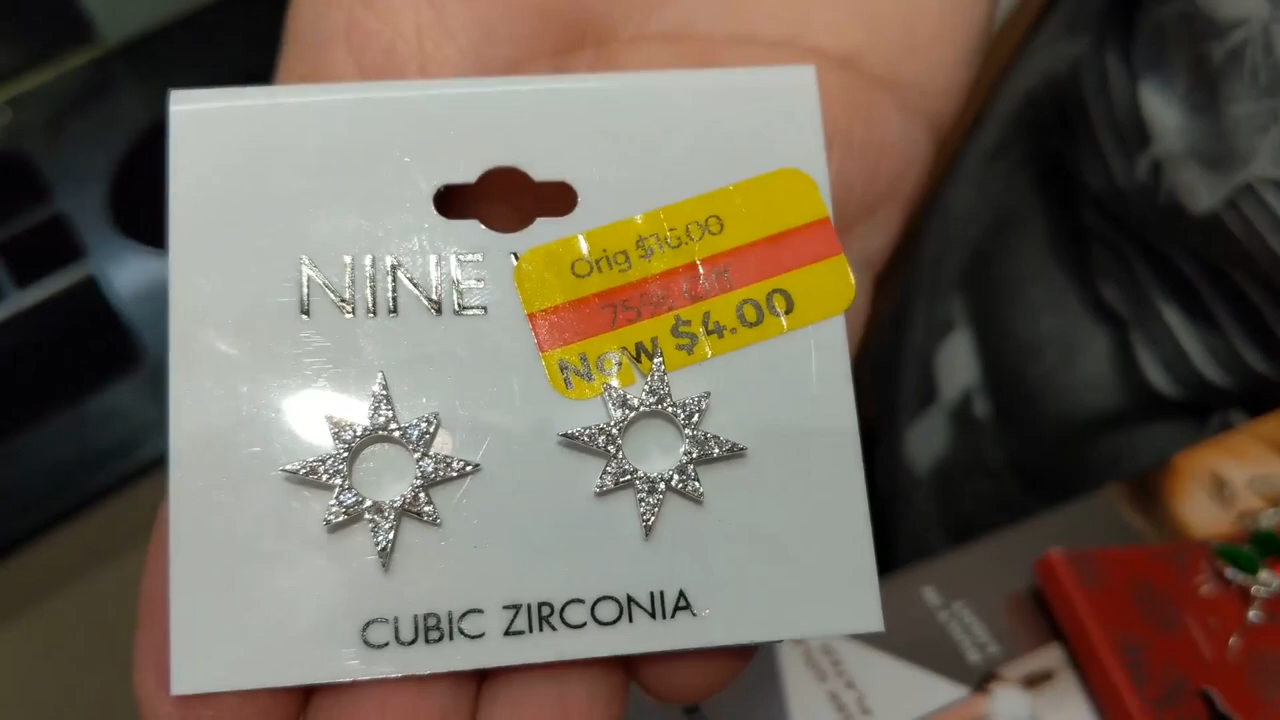 NINE
Orig $16.00
75% Off
Now $4.00
CUBIC ZIRCONIA